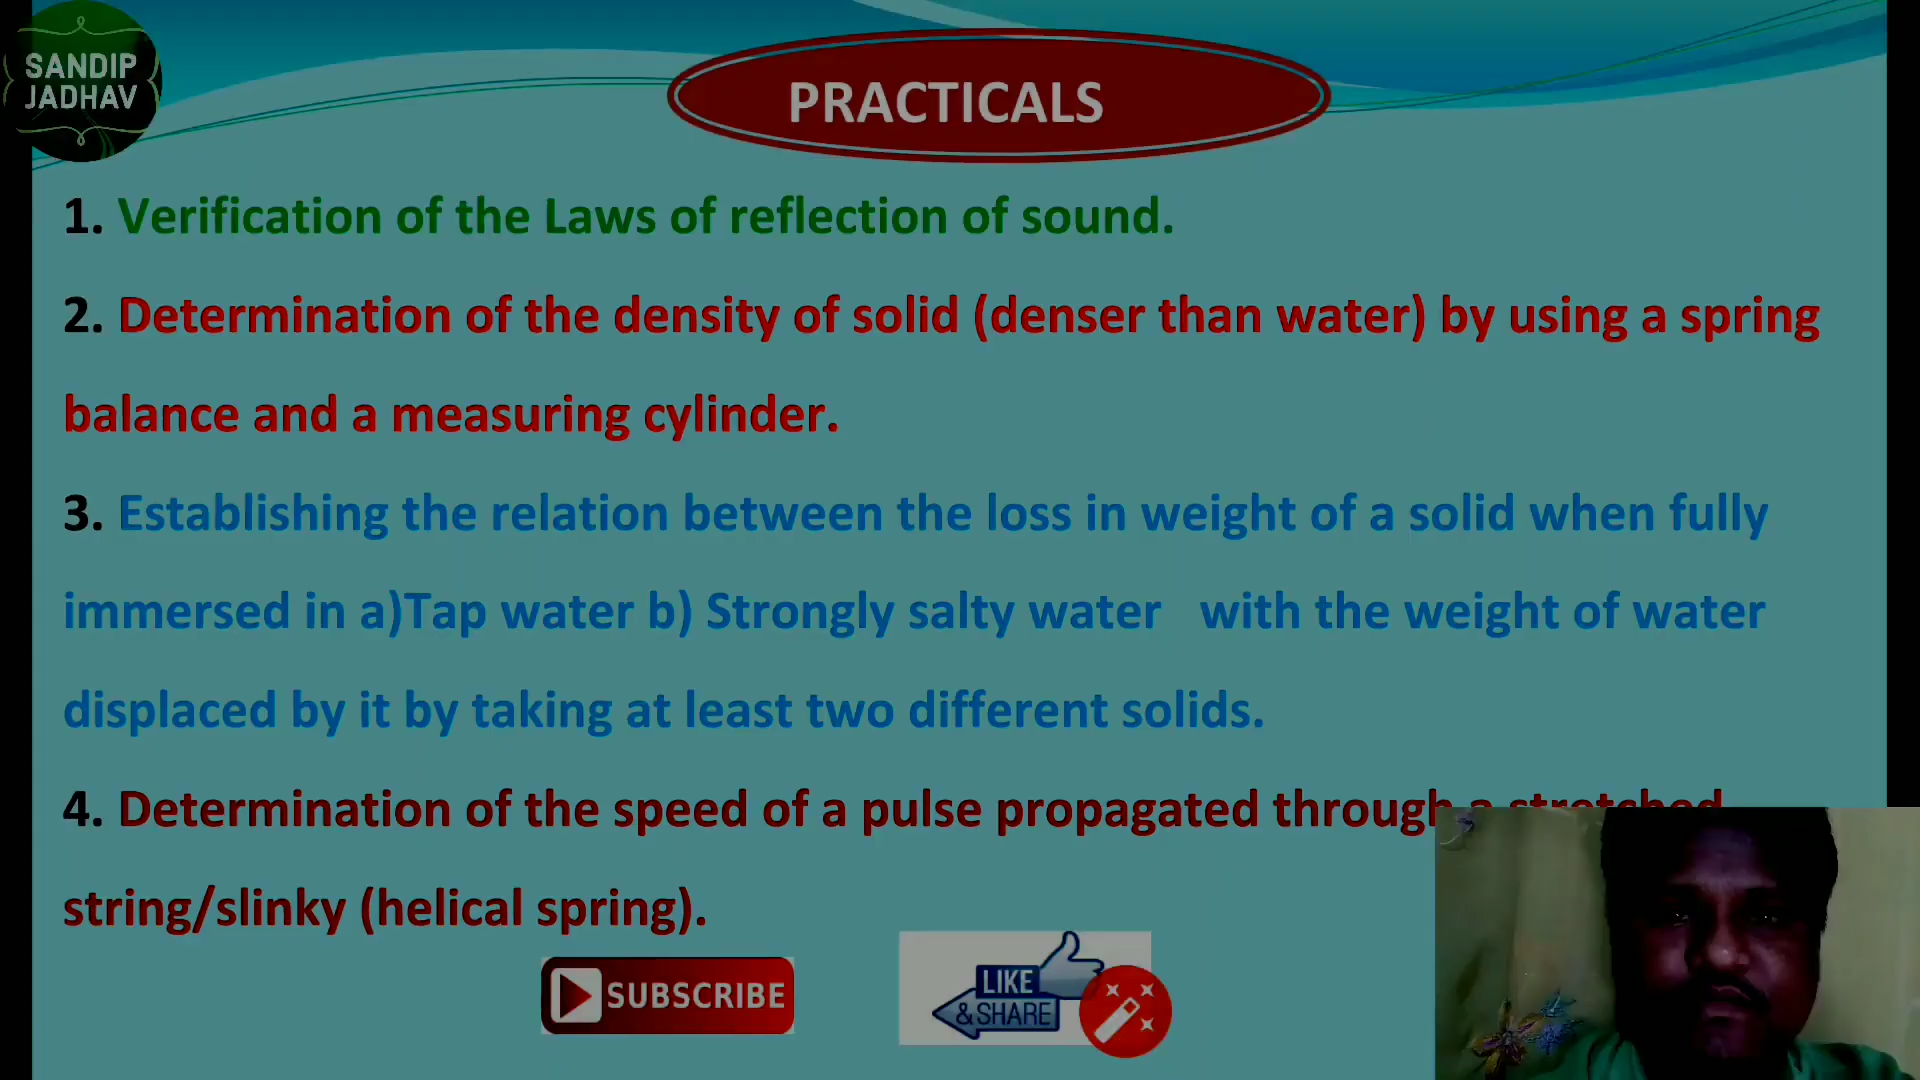 SANDIP
JADHAV
PRACTICALS
1. Verification of the Laws of reflection of sound.
2. Determination of the density of solid (denser than water) by using a spring
balance and a measuring cylinder.
3. Establishing the relation between the loss in weight of a solid when fully
immersed in a)Tap water b) Strongly salty water with the weight of water
displaced by it by taking at least two different solids.
4. Determination of the speed of a pulse propagated through a stretched
string/slinky (helical spring).
SUBSCRIBE
LIKE
& SHARE